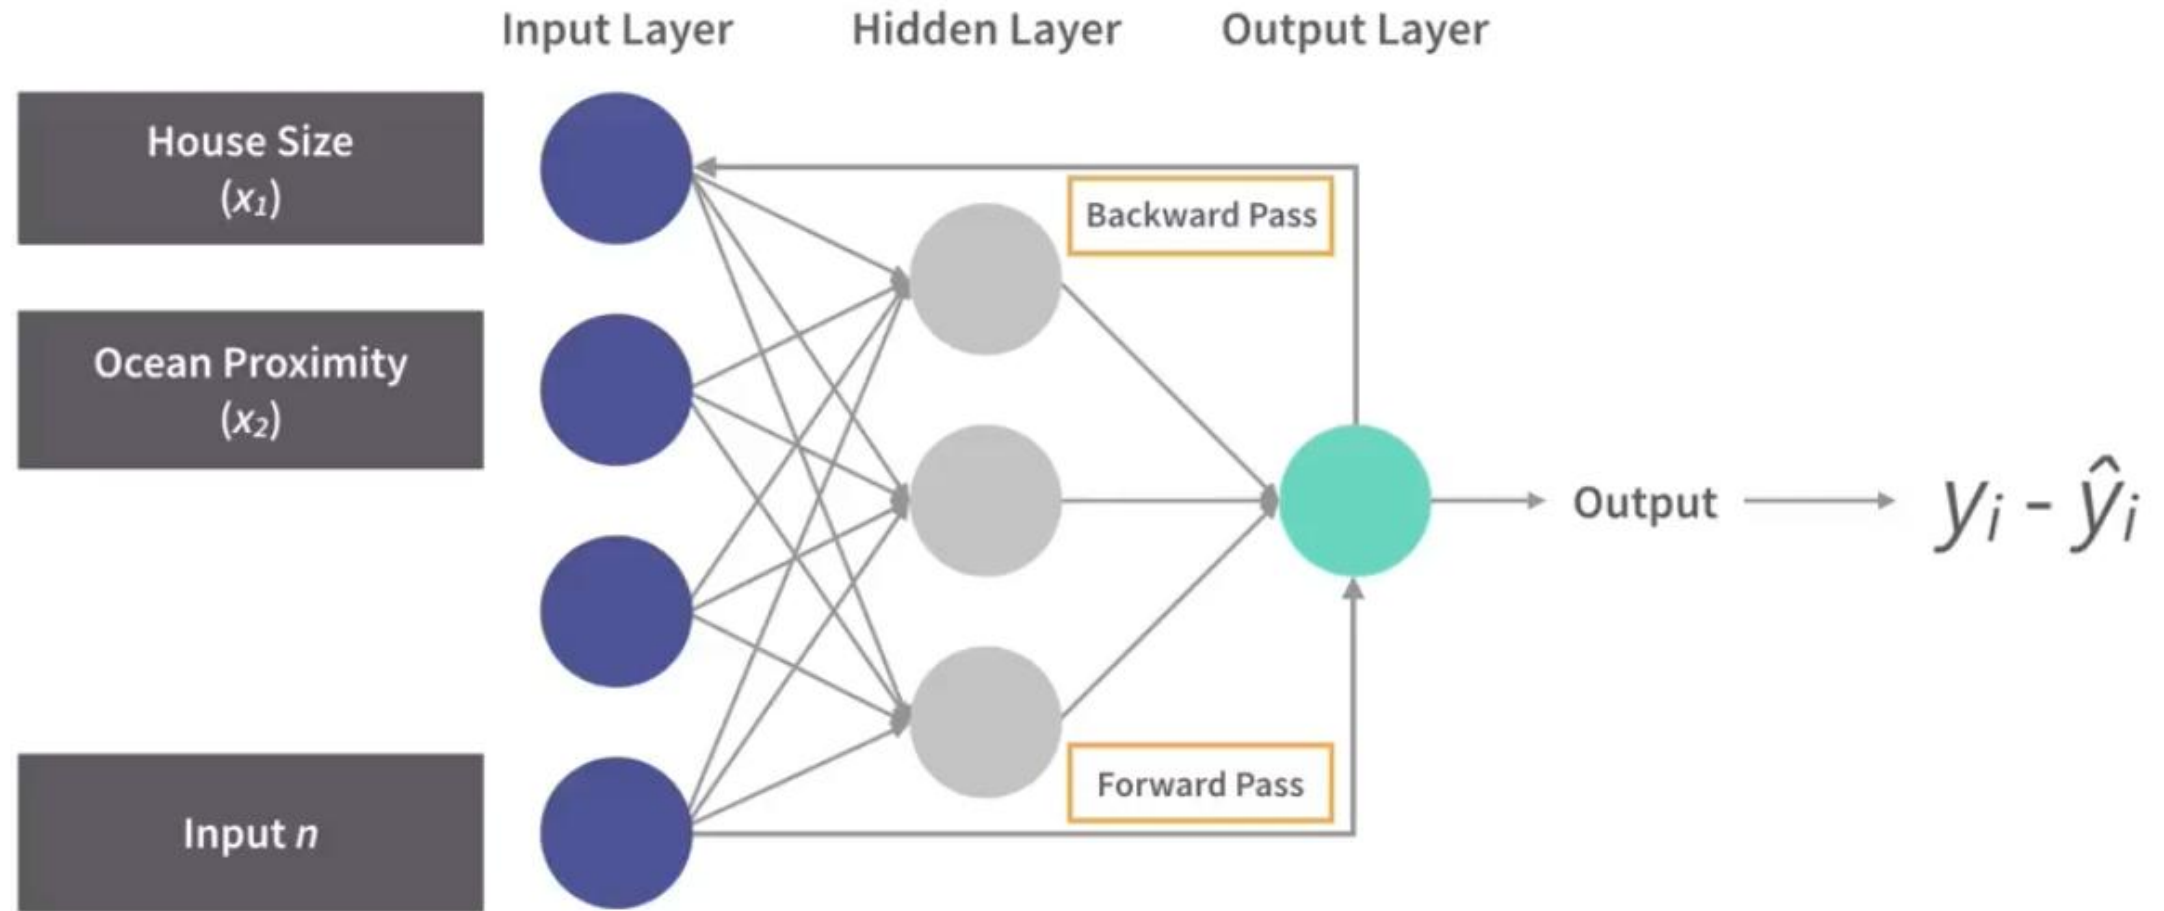 Input Layer
Hidden Layer
Output Layer
House Size
(x₁)
Backward Pass
Ocean Proximity
(x₂)
Output
yᵢ - ŷᵢ
Forward Pass
Input n